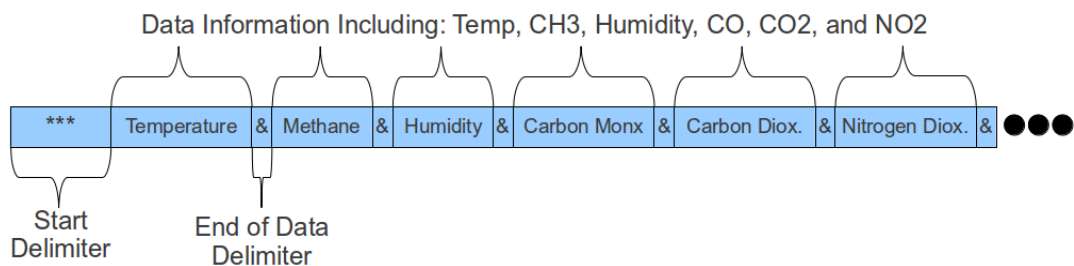 Data Information Including: Temp, CH3, Humidity, CO, CO2, and NO2
*** Temperature & Methane & Humidity & Carbon Monx & Carbon Diox. & Nitrogen Diox. &
Start
Delimiter
End of Data
Delimiter